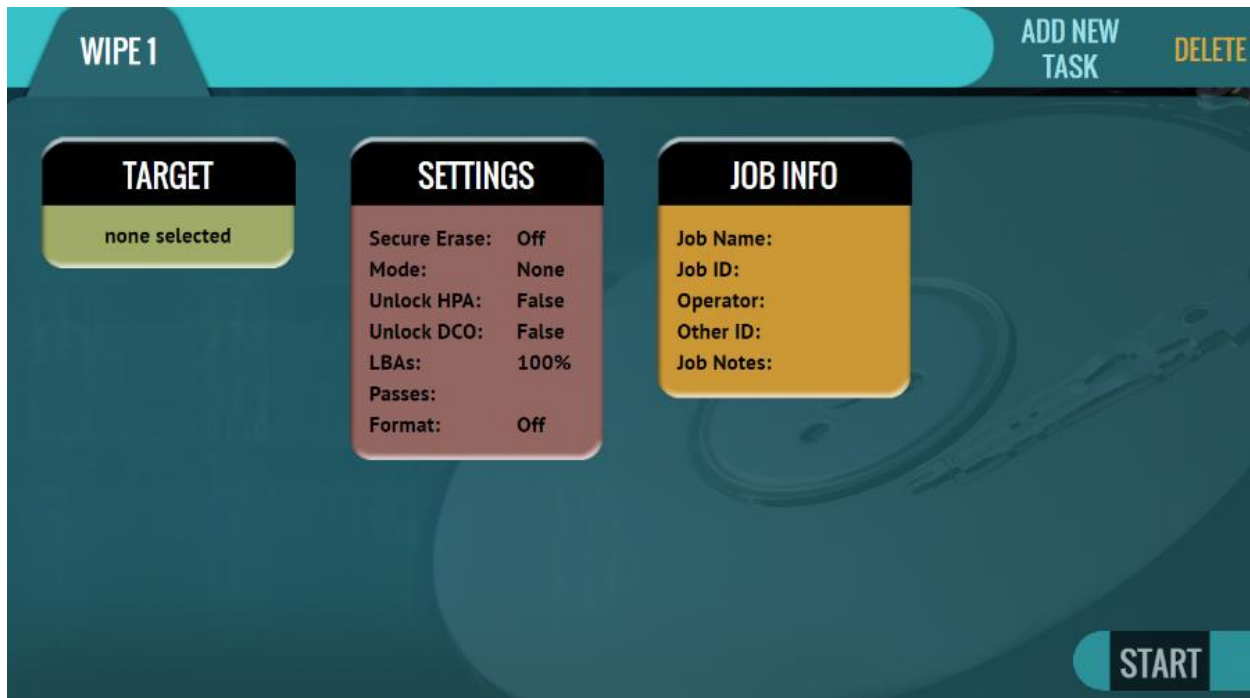 WIPE 1
ADD NEW
TASK
DELETE
TARGET
none selected
SETTINGS
Secure Erase: Off
Mode: None
Unlock HPA: False
Unlock DCO: False
LBAs: 100%
Passes:
Format: Off
JOB INFO
Job Name:
Job ID:
Operator:
Other ID:
Job Notes:
START